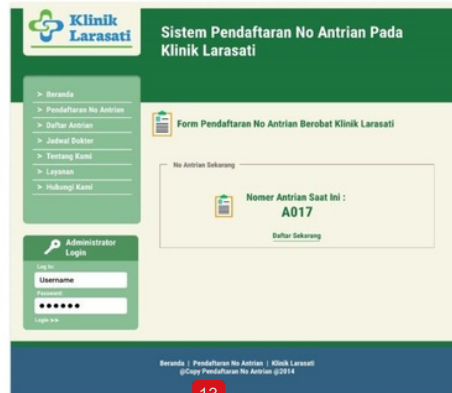 Klinik
Larasati
Sistem Pendaftaran No Antrian Pada
Klinik Larasati
> Beranda
> Pendaftaran No Antrian
> Daftar Antrian
> Jadwal Dokter
> Tentang Kami
> Layanan
> Hubungi Kami
Form Pendaftaran No Antrian Berobat Klinik Larasati
No Antrian Sekarang
Nomer Antrian Saat Ini :
A017
Daftar Sekarang
Administrator
Login
Log In:
Username
Password:
Login >>
Beranda | Pendaftaran No Antrian | Klinik Larasati
@Copy Pendaftaran No Antrian @2014
13